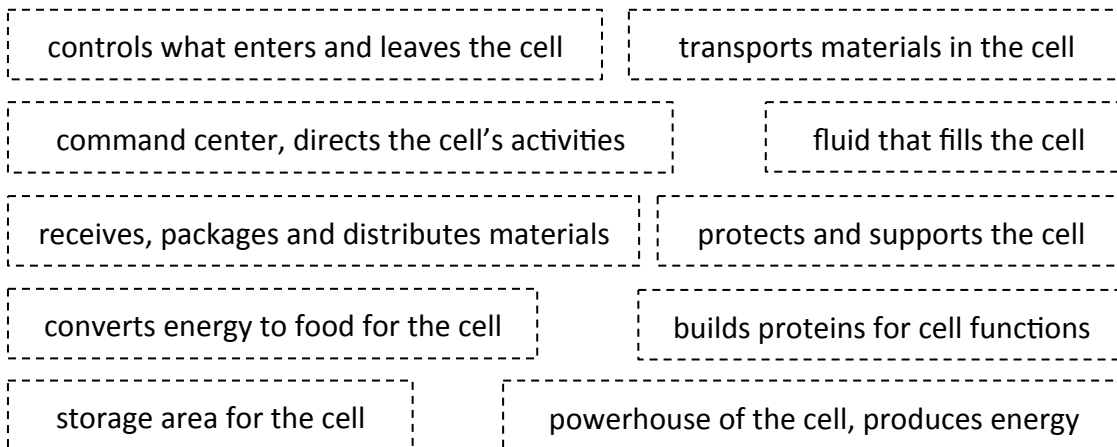 controls what enters and leaves the cell
transports materials in the cell
command center, directs the cell’s activities
fluid that fills the cell
receives, packages and distributes materials
protects and supports the cell
converts energy to food for the cell
builds proteins for cell functions
storage area for the cell
powerhouse of the cell, produces energy